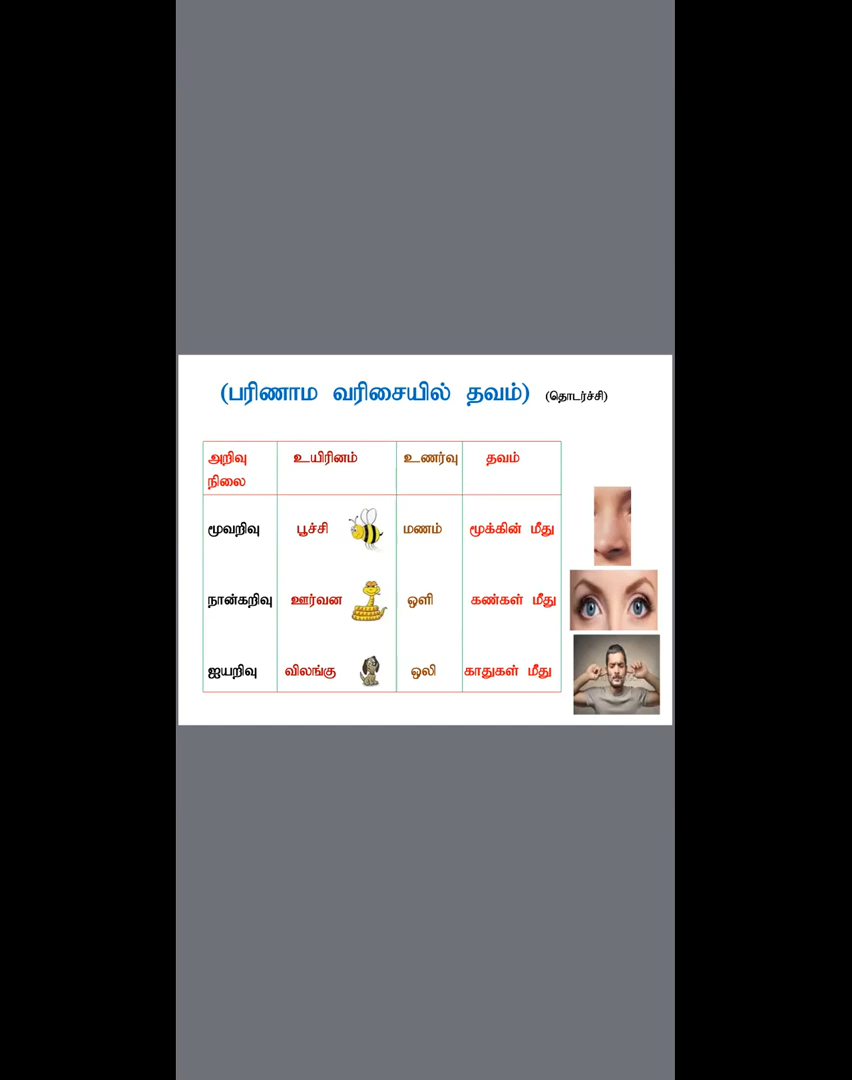 (பரிணாம வரிசையில் தவம்) (தொடர்ச்சி)
அறிவு நிலை உயிரினம் உணர்வு தவம்
மூவறிவு பூச்சி மணம் மூக்கின் மீது
நான்கறிவு ஊர்வன ஒளி கண்கள் மீது
ஐயறிவு விலங்கு ஒலி காதுகள் மீது